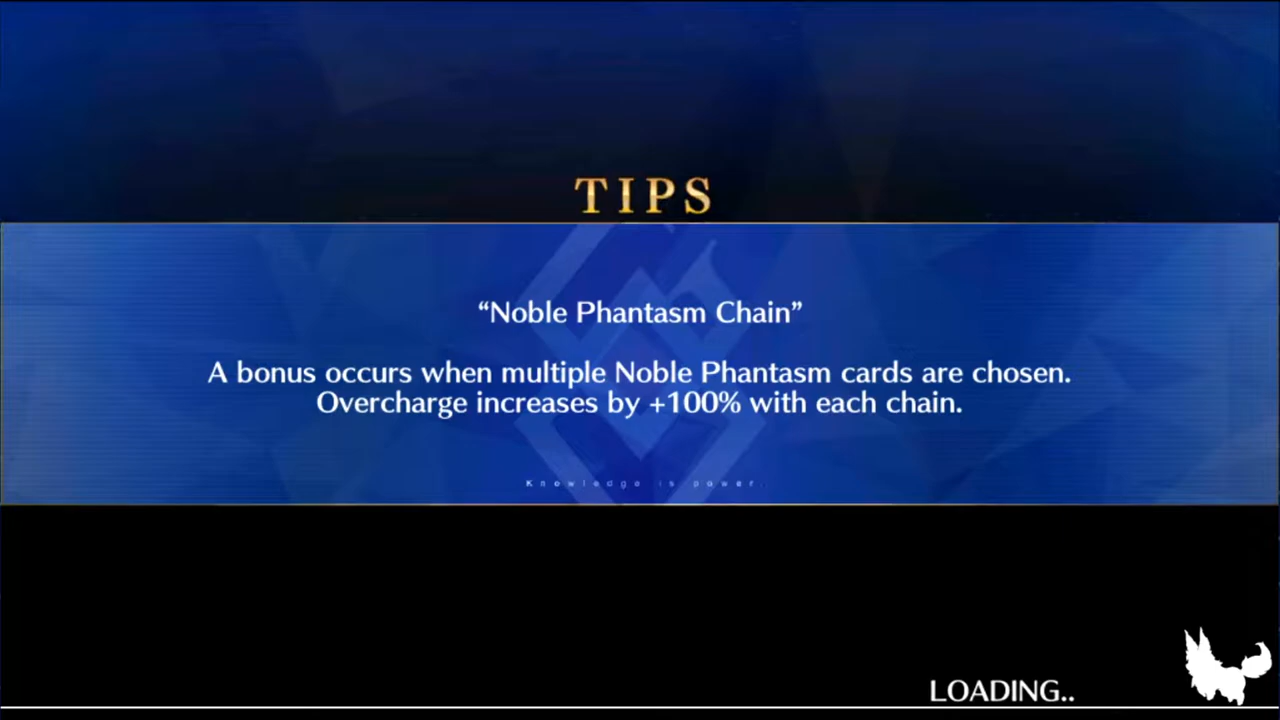 TIPS
“Noble Phantasm Chain”
A bonus occurs when multiple Noble Phantasm cards are chosen.
Overcharge increases by +100% with each chain.
Knowledge is power.
LOADING..